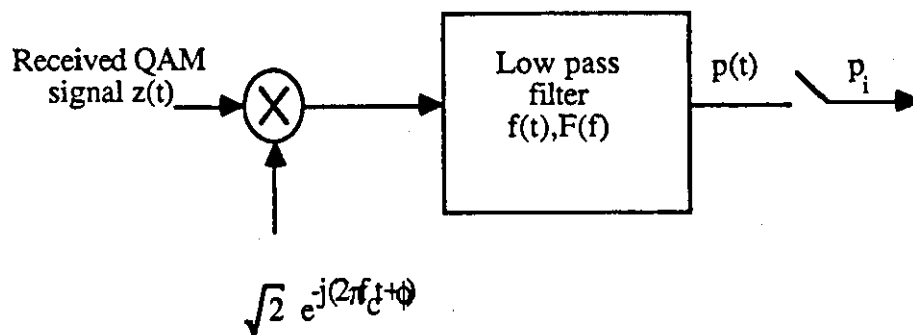 Received QAM
signal z(t)
Low pass
filter
f(t),F(f)
p(t)
p_i
√2 e^-j(2πf_c t+ϕ)